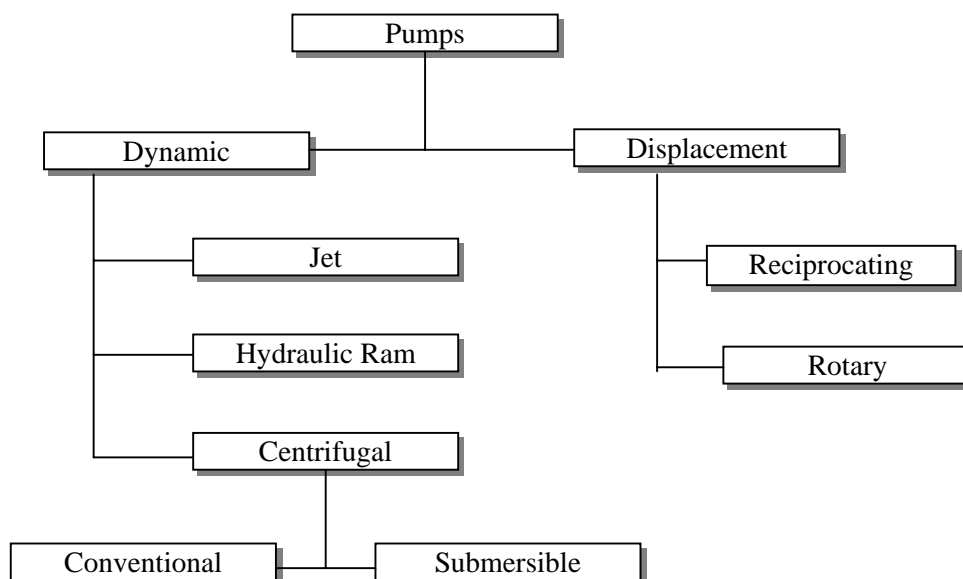 Pumps
Dynamic
Displacement
Jet
Reciprocating
Hydraulic Ram
Rotary
Centrifugal
Conventional
Submersible